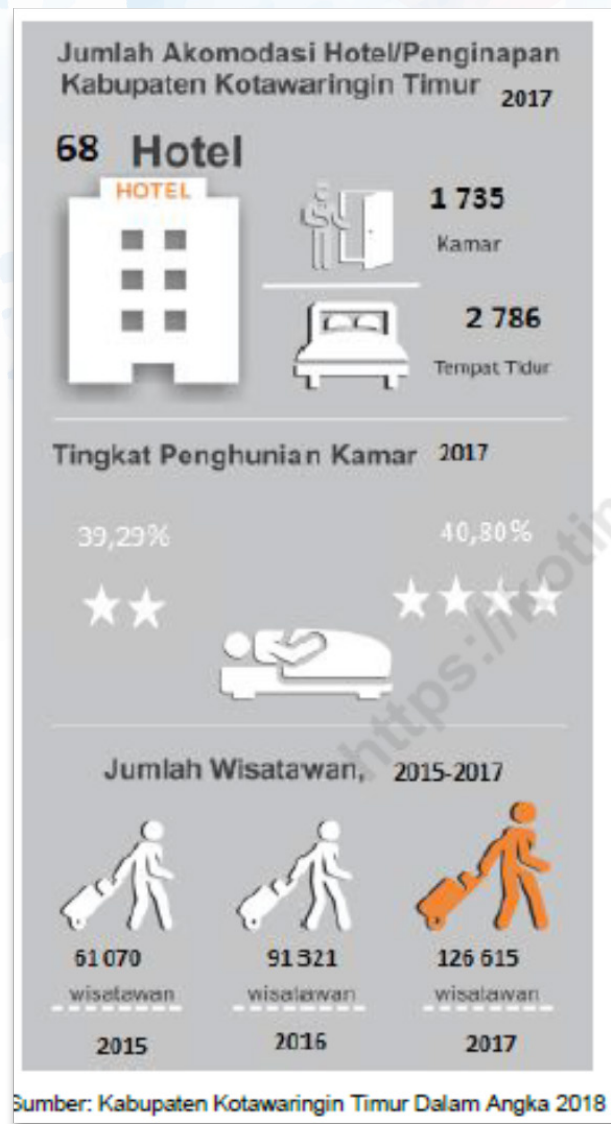 Jumlah Akomodasi Hotel/Penginapan
Kabupaten Kotawaringin Timur 2017
68 Hotel
HOTEL
1 735
Kamar
2 786
Tempat Tidur
Tingkat Penghunian Kamar 2017
39,29% 40,80%
Jumlah Wisatawan, 2015-2017
61 070 91 321 126 615
wisatawan wisatawan wisatawan
2015 2016 2017
Sumber: Kabupaten Kotawaringin Timur Dalam Angka 2018